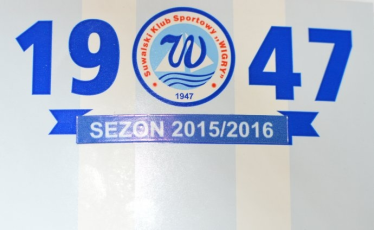 19 47
Suwalski Klub Sportowy „WIGRY”
W
1947
SEZON 2015/2016